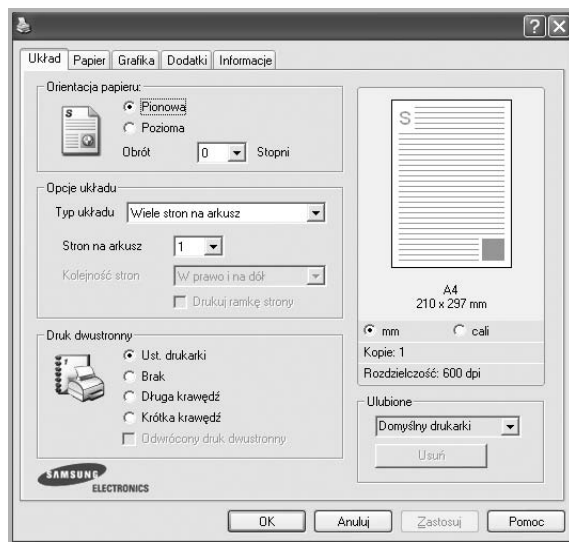 Układ Papier Grafika Dodatki Informacje
Orientacja papieru:
Pionowa
Pozioma
Obrót 0 Stopni
Opcje układu
Typ układu Wiele stron na arkusz
Stron na arkusz 1
Kolejność stron W prawo i na dół
Drukuj ramkę strony
Druk dwustronny
Ust. drukarki
Brak
Długa krawędź
Krótka krawędź
Odwrócony druk dwustronny
SAMSUNG
ELECTRONICS
S
S
A4
210 x 297 mm
mm cali
Kopie: 1
Rozdzielczość: 600 dpi
Ulubione
Domyślny drukarki
Usuń
OK Anuluj Zastosuj Pomoc